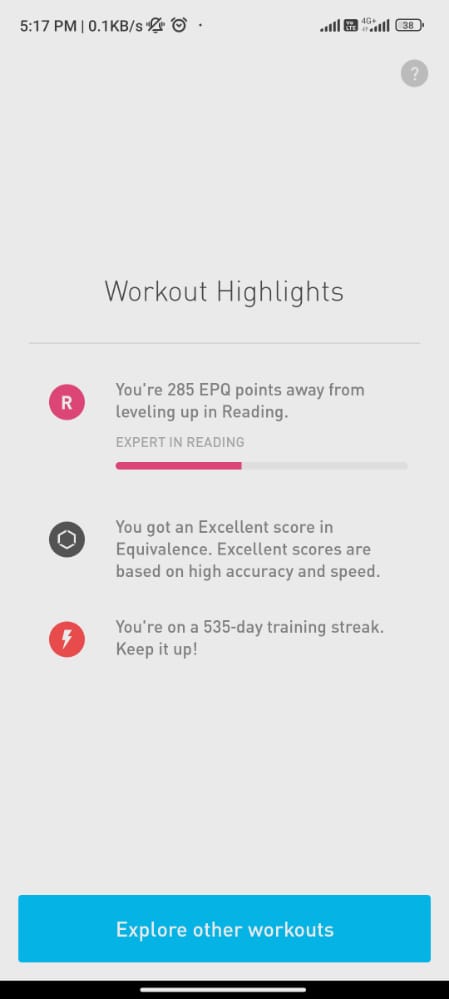 5:17 PM | 0.1KB/s
Vo
LTE
4G+
38
?
Workout Highlights
R
You're 285 EPQ points away from
leveling up in Reading.
EXPERT IN READING
You got an Excellent score in
Equivalence. Excellent scores are
based on high accuracy and speed.
You're on a 535-day training streak.
Keep it up!
Explore other workouts